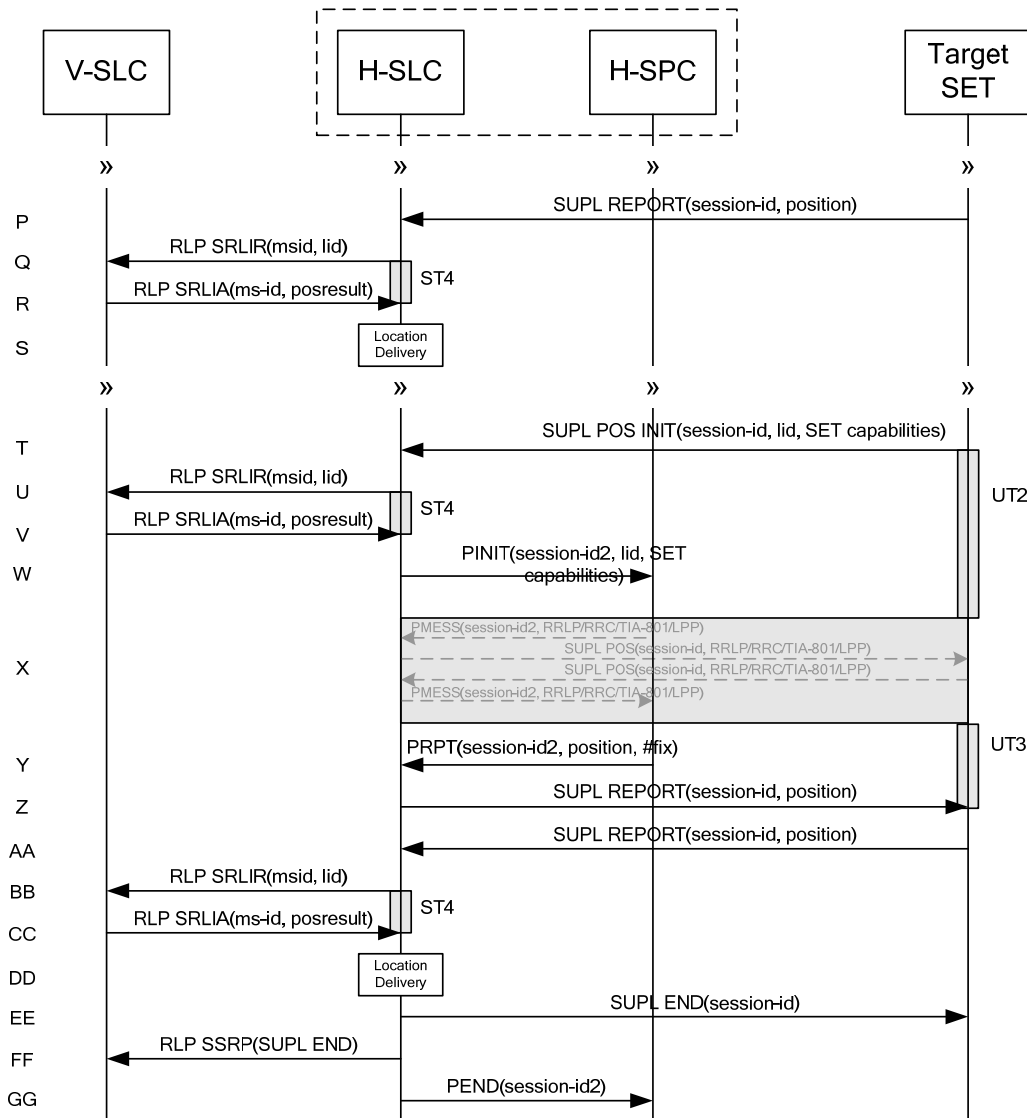 V-SLC
H-SLC
H-SPC
Target
SET
»
»
»
»
P
SUPL REPORT(session-id, position)
Q
RLP SRLIR(msid, lid)
ST4
R
RLP SRLIA(ms-id, posresult)
S
Location
Delivery
»
»
»
»
T
SUPL POS INIT(session-id, lid, SET capabilities)
U
RLP SRLIR(msid, lid)
ST4
UT2
V
RLP SRLIA(ms-id, posresult)
W
PINIT(session-id2, lid, SET
capabilities)
X
PMESS(session-id2, RRLP/RRC/TIA-801/LPP)
SUPL POS(session-id, RRLP/RRC/TIA-801/LPP)
SUPL POS(session-id, RRLP/RRC/TIA-801/LPP)
PMESS(session-id2, RRLP/RRC/TIA-801/LPP)
Y
PRPT(session-id2, position, #fix)
UT3
Z
SUPL REPORT(session-id, position)
AA
SUPL REPORT(session-id, position)
BB
RLP SRLIR(msid, lid)
ST4
CC
RLP SRLIA(ms-id, posresult)
DD
Location
Delivery
EE
SUPL END(session-id)
FF
RLP SSRP(SUPL END)
GG
PEND(session-id2)